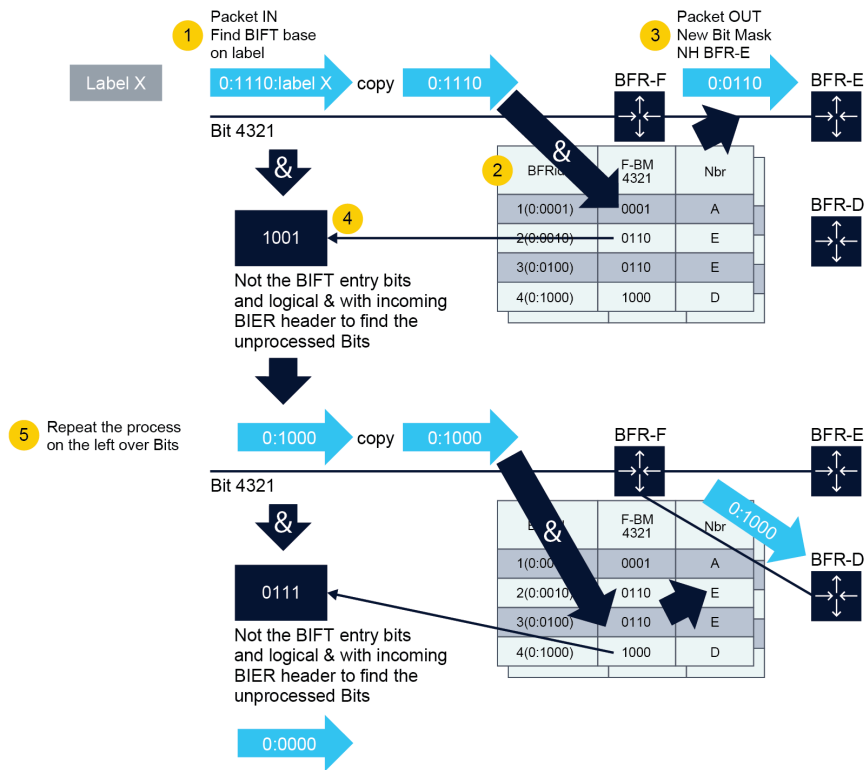 1
Packet IN
Find BIFT base
on label
3
Packet OUT
New Bit Mask
NH BFR-E
Label X
0:1110:label X
copy
0:1110
BFR-F
0:0110
BFR-E
Bit 4321
&
&
2
F-BM
4321
Nbr
1(0:0001)
0001
A
2(0:0010)
0110
E
3(0:0100)
0110
E
4(0:1000)
1000
D
BFR-D
4
1001
Not the BIFT entry bits
and logical & with incoming
BIER header to find the
unprocessed Bits
5
Repeat the process
on the left over Bits
0:1000
copy
0:1000
BFR-F
BFR-E
Bit 4321
&
&
F-BM
4321
Nbr
0:1000
BFR-D
0001
A
2(0:0010)
0110
E
3(0:0100)
0110
E
4(0:1000)
1000
D
0111
Not the BIFT entry bits
and logical & with incoming
BIER header to find the
unprocessed Bits
0:0000